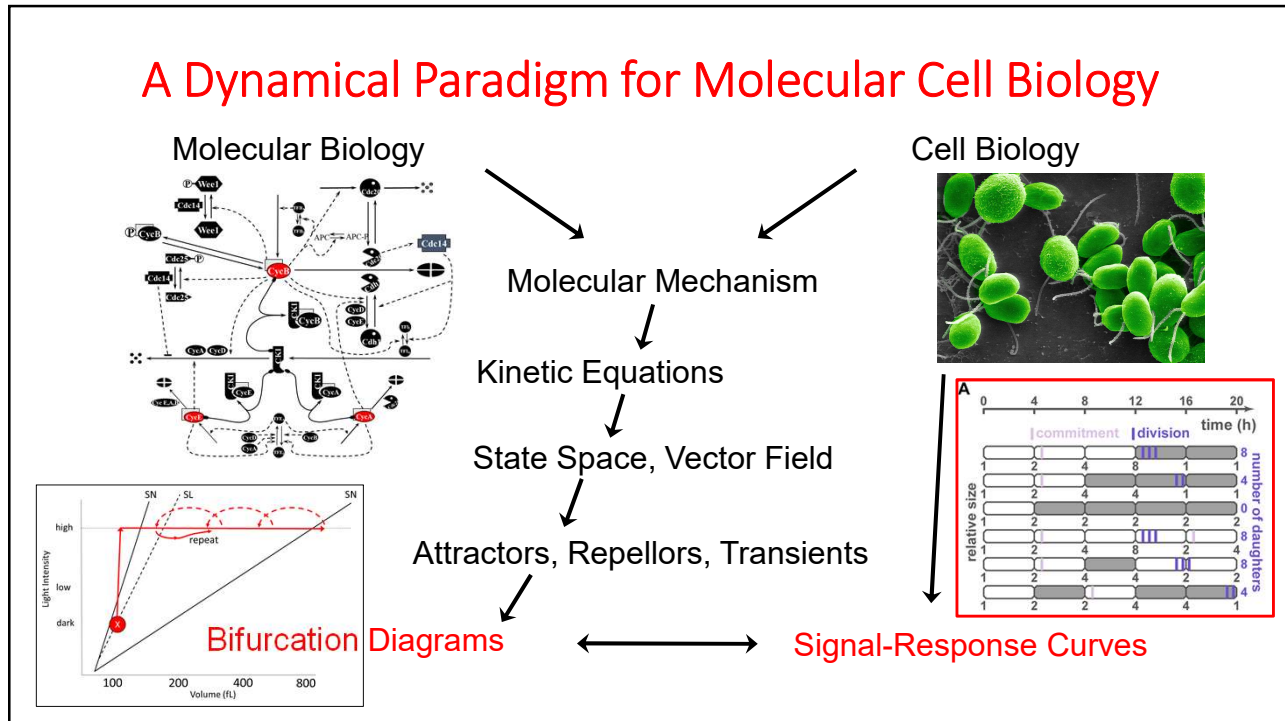 A Dynamical Paradigm for Molecular Cell Biology
Molecular Biology
Cell Biology
P Wee1
Cdc14
Wee1
P CycB
Cdc25 P
Cdc14
Cdc25
CycB
APC APC-P
Cdc14
CKI CycB
CycD
CycE
Cdh
CycA CycD
CKI
CKI CycE
CKI CycA
CycE
CycA
CycD
CycA
CycB
Molecular Mechanism
Kinetic Equations
State Space, Vector Field
Attractors, Repellors, Transients
Bifurcation Diagrams
Signal-Response Curves
SN SL SN
high
repeat
low
dark
X
Light Intensity
100 200 400 800
Volume (fL)
A
0 4 8 12 16 20
time (h)
commitment division
1 2 4 8 1 1 8
1 2 4 4 1 1 4
1 2 2 2 2 2 0
1 2 4 8 2 4 8
1 2 4 4 2 2 8
1 2 2 4 4 1 4
relative size
number of daughters